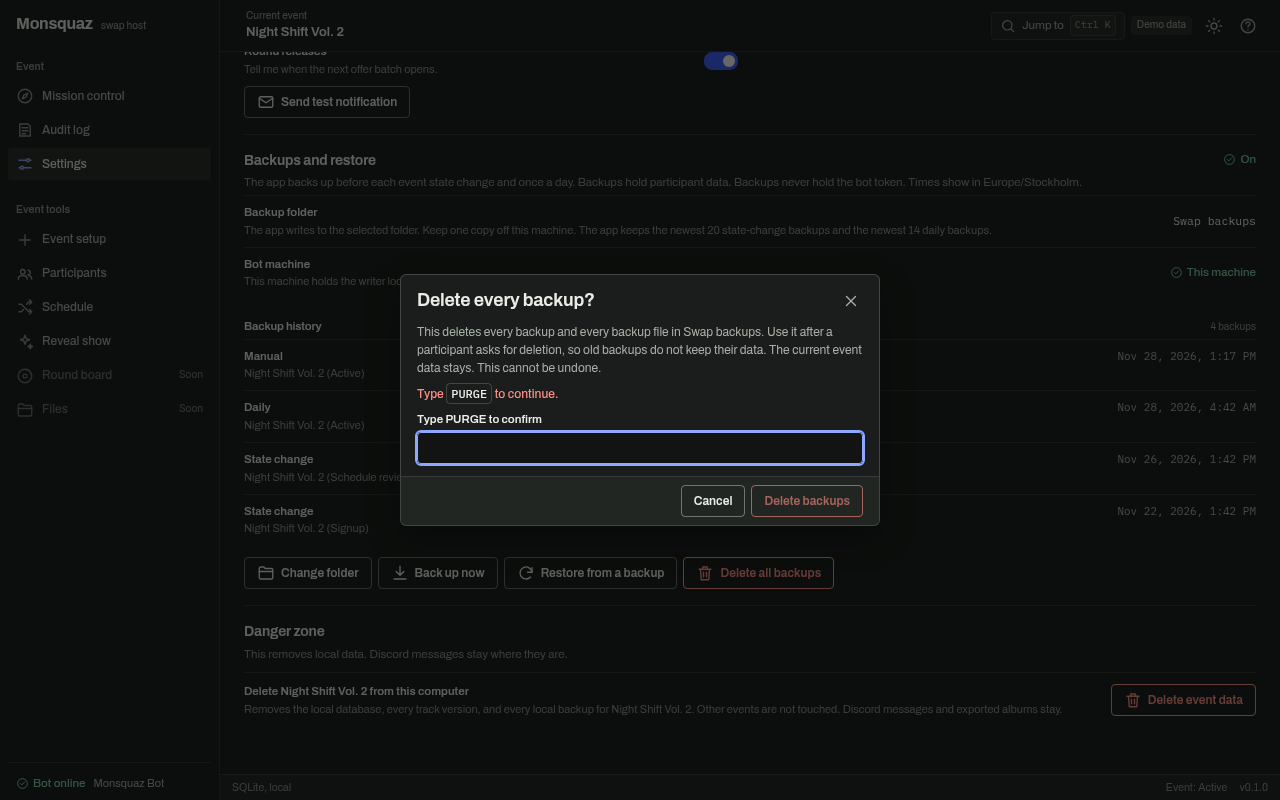 Monsquaz swap host
Event
Mission control
Audit log
Settings
Event tools
Event setup
Participants
Schedule
Reveal show
Round board Soon
Files Soon
Bot online Monsquaz Bot
Current event
Night Shift Vol. 2
Jump to Ctrl K
Demo data
Round releases
Tell me when the next offer batch opens.
Send test notification
Backups and restore
On
The app backs up before each event state change and once a day. Backups hold participant data. Backups never hold the bot token. Times show in Europe/Stockholm.
Backup folder
The app writes to the selected folder. Keep one copy off this machine. The app keeps the newest 20 state-change backups and the newest 14 daily backups.
Swap backups
Bot machine
This machine holds the writer
This machine
Backup history
4 backups
Manual
Night Shift Vol. 2 (Active)
Nov 28, 2026, 1:17 PM
Daily
Night Shift Vol. 2 (Active)
Nov 28, 2026, 4:42 AM
State change
Night Shift Vol. 2 (Schedule
Nov 26, 2026, 1:42 PM
State change
Night Shift Vol. 2 (Signup)
Nov 22, 2026, 1:42 PM
Delete every backup?
This deletes every backup and every backup file in Swap backups. Use it after a
participant asks for deletion, so old backups do not keep their data. The current event
data stays. This cannot be undone.
Type PURGE to continue.
Type PURGE to confirm
Cancel
Delete backups
Change folder
Back up now
Restore from a backup
Delete all backups
Danger zone
This removes local data. Discord messages stay where they are.
Delete Night Shift Vol. 2 from this computer
Removes the local database, every track version, and every local backup for Night Shift Vol. 2. Other events are not touched. Discord messages and exported albums stay.
Delete event data
SQLite, local
Event: Active v0.1.0